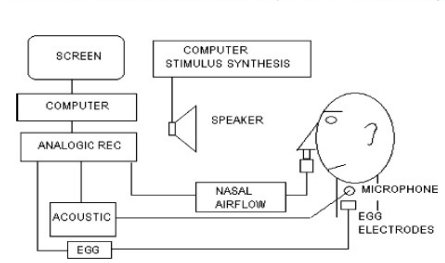 SCREEN
COMPUTER
STIMULUS SYNTHESIS
COMPUTER
SPEAKER
ANALOGIC REC
NASAL
AIRFLOW
MICROPHONE
ACOUSTIC
EGG
ELECTRODES
EGG